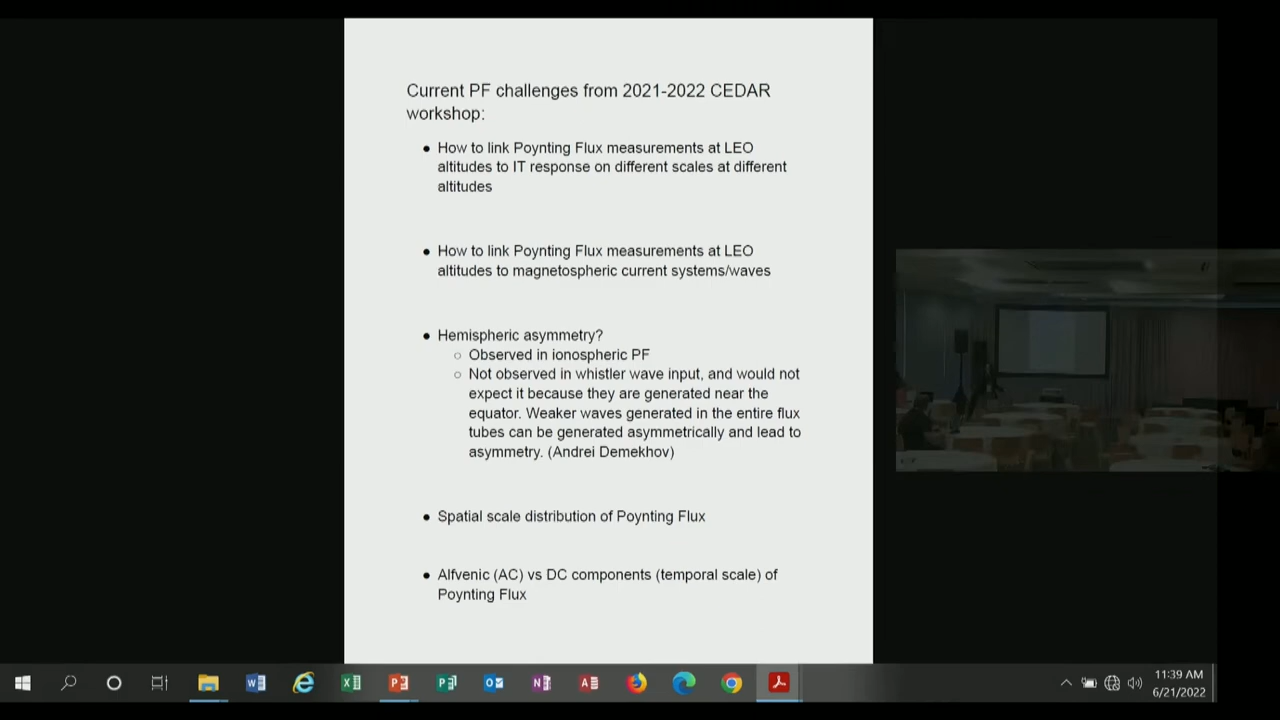 Current PF challenges from 2021-2022 CEDAR
workshop:
● How to link Poynting Flux measurements at LEO
altitudes to IT response on different scales at different
altitudes
● How to link Poynting Flux measurements at LEO
altitudes to magnetospheric current systems/waves
● Hemispheric asymmetry?
○ Observed in ionospheric PF
○ Not observed in whistler wave input, and would not
expect it because they are generated near the
equator. Weaker waves generated in the entire flux
tubes can be generated asymmetrically and lead to
asymmetry. (Andrei Demekhov)
● Spatial scale distribution of Poynting Flux
● Alfvenic (AC) vs DC components (temporal scale) of
Poynting Flux
11:39 AM
6/21/2022